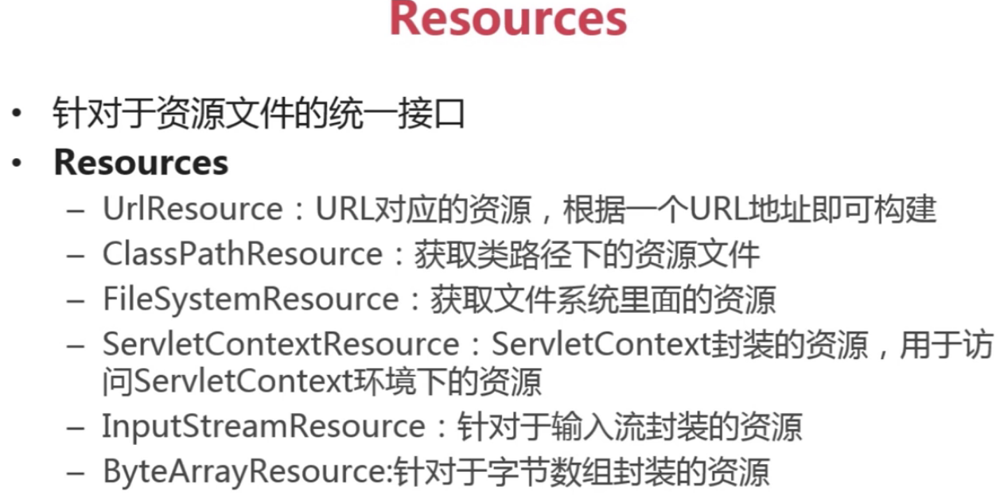 Resources
• 针对于资源文件的统一接口
• Resources
– UrlResource：URL对应的资源，根据一个URL地址即可构建
– ClassPathResource：获取类路径下的资源文件
– FileSystemResource：获取文件系统里面的资源
– ServletContextResource：ServletContext封装的资源，用于访
问ServletContext环境下的资源
– InputStreamResource：针对于输入流封装的资源
– ByteArrayResource:针对于字节数组封装的资源